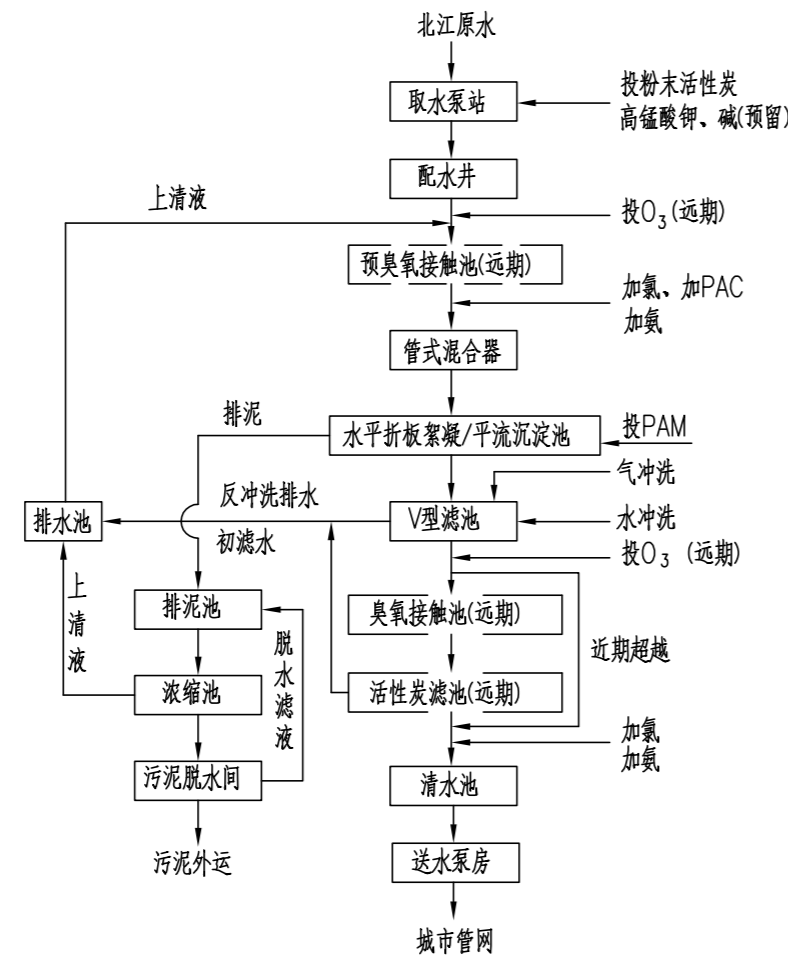 北江原水
取水泵站
投粉末活性炭
高锰酸钾、碱(预留)
配水井
上清液
投O₃(远期)
预臭氧接触池(远期)
加氯、加PAC
加氨
管式混合器
排泥
水平折板絮凝/平流沉淀池
投PAM
气冲洗
反冲洗排水
排水池
V型滤池
水冲洗
初滤水
投O₃ (远期)
上清液
排泥池
脱水滤液
臭氧接触池(远期)
近期超越
浓缩池
活性炭滤池(远期)
加氯
加氨
污泥脱水间
清水池
污泥外运
送水泵房
城市管网